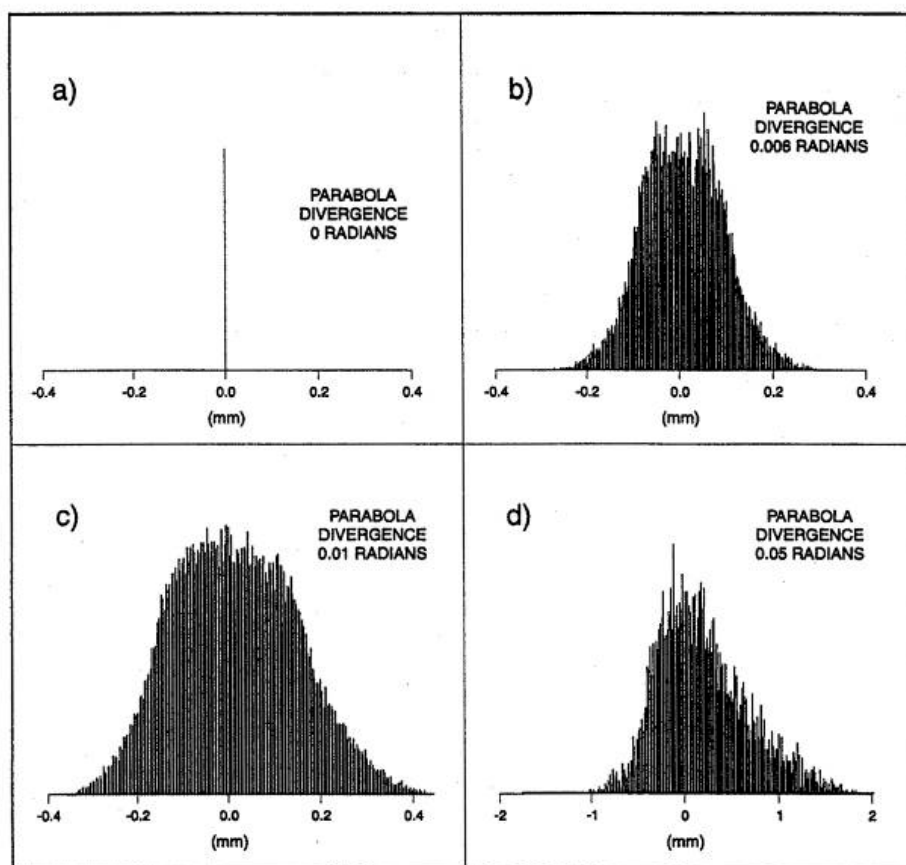 a)
PARABOLA
DIVERGENCE
0 RADIANS
-0.4 -0.2 0.0 0.2 0.4
(mm)
b)
PARABOLA
DIVERGENCE
0.006 RADIANS
-0.4 -0.2 0.0 0.2 0.4
(mm)
c)
PARABOLA
DIVERGENCE
0.01 RADIANS
-0.4 -0.2 0.0 0.2 0.4
(mm)
d)
PARABOLA
DIVERGENCE
0.05 RADIANS
-2 -1 0 1 2
(mm)